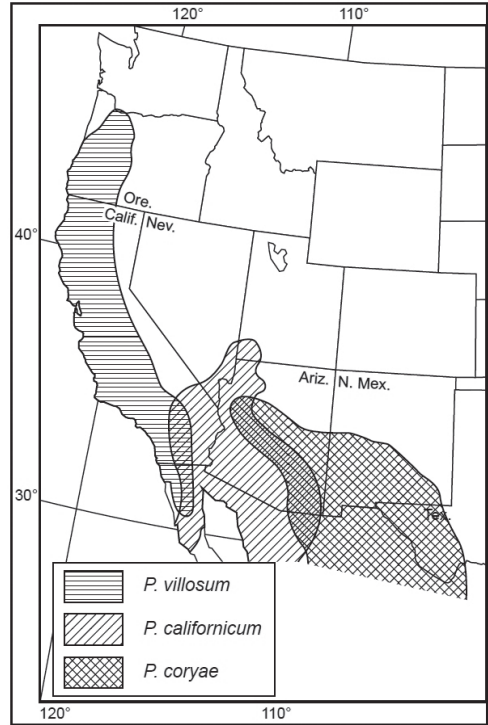 120°
110°
Ore.
Calif. Nev.
40°
Ariz. N. Mex.
30°
Tex.
P. villosum
P. californicum
P. coryae
120°
110°